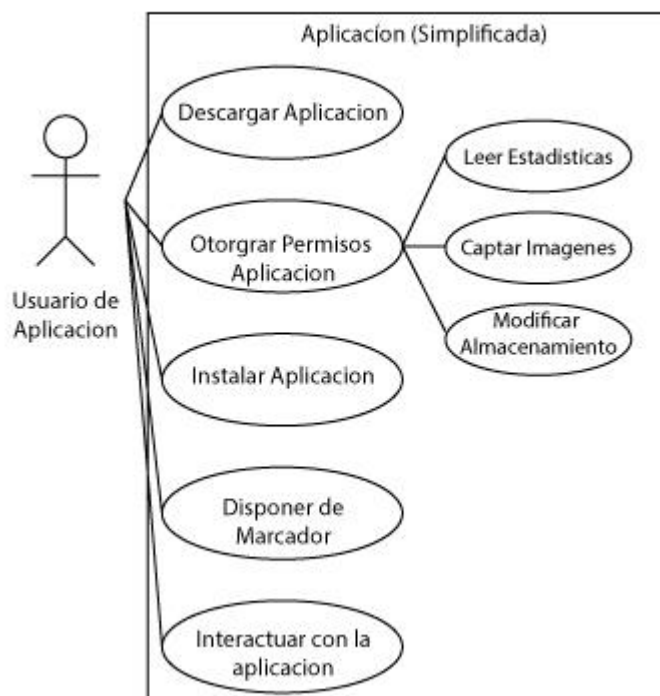 Aplicacíon (Simplificada)
Descargar Aplicacion
Leer Estadisticas
Otorgrar Permisos
Aplicacion
Captar Imagenes
Usuario de
Aplicacion
Modificar
Almacenamiento
Instalar Aplicacion
Disponer de
Marcador
Interactuar con la
aplicacion